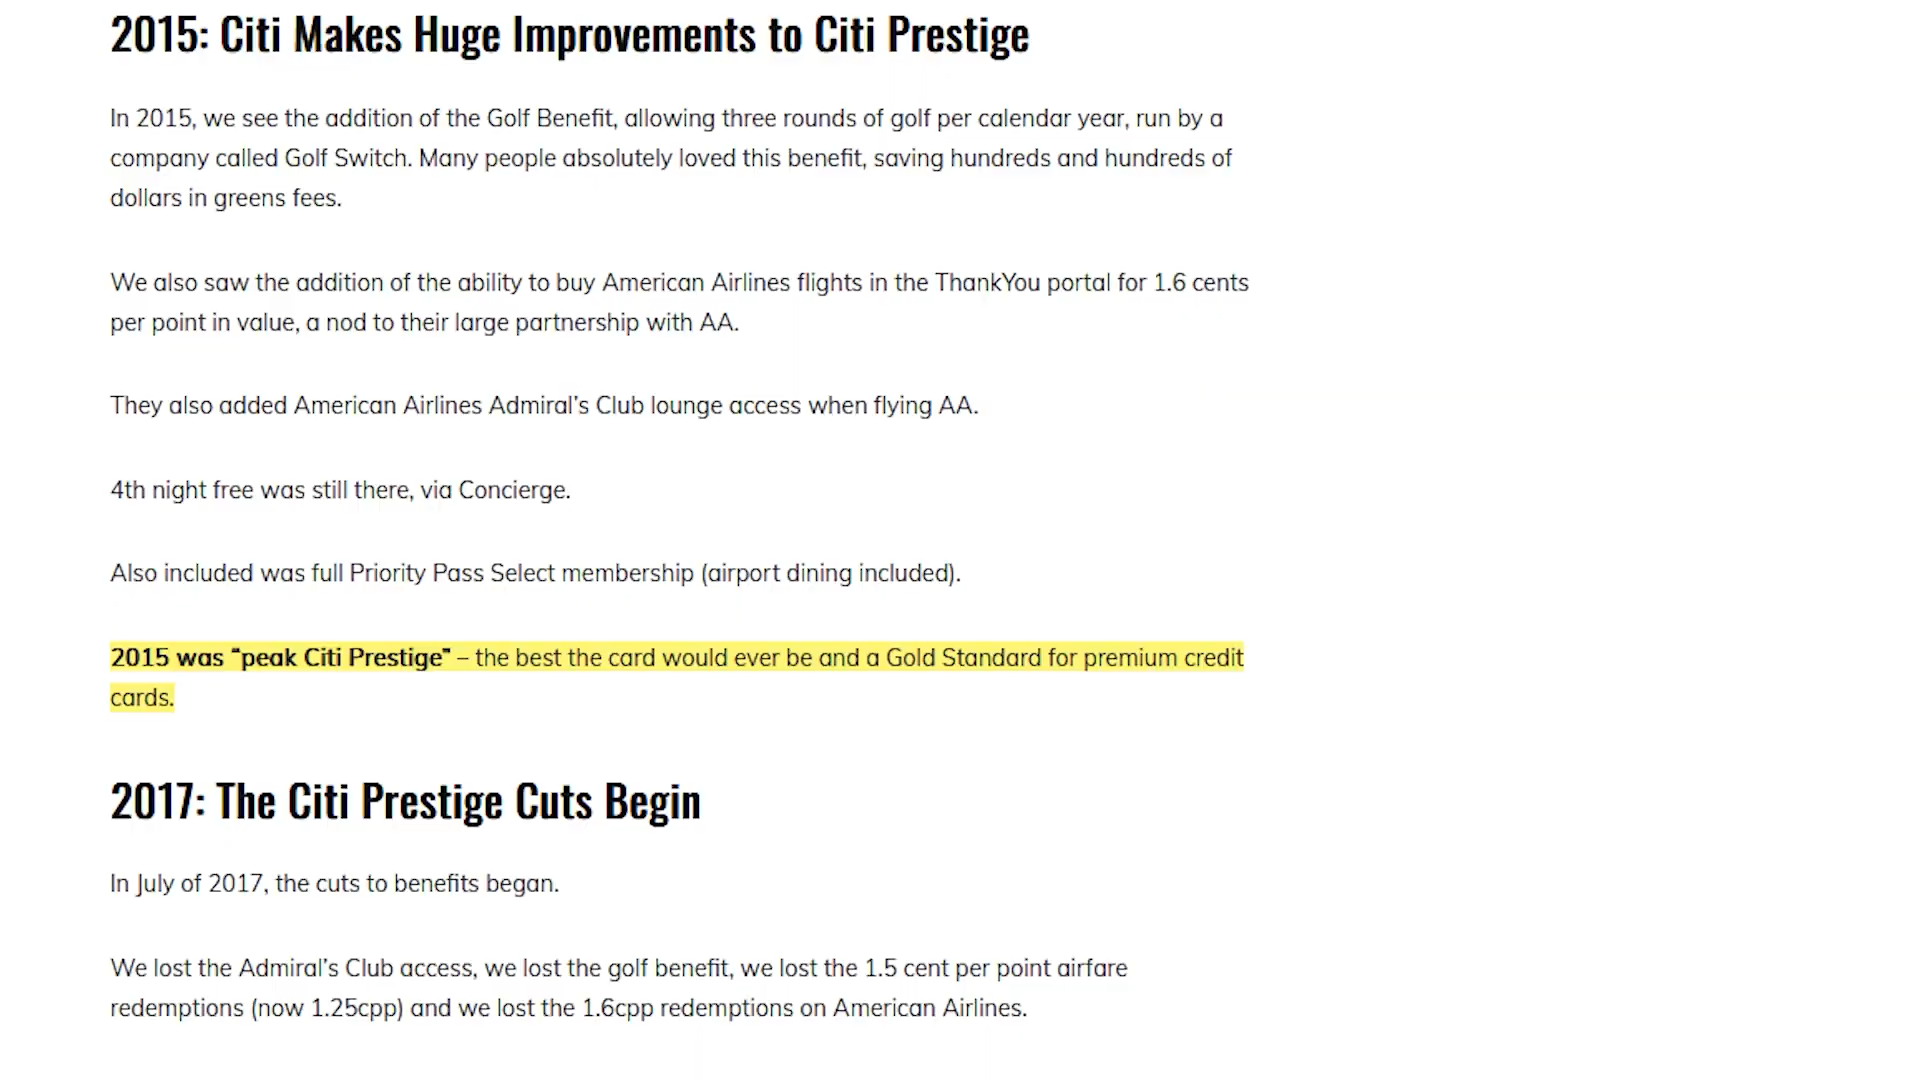 2015: Citi Makes Huge Improvements to Citi Prestige
In 2015, we see the addition of the Golf Benefit, allowing three rounds of golf per calendar year, run by a
company called Golf Switch. Many people absolutely loved this benefit, saving hundreds and hundreds of
dollars in greens fees.
We also saw the addition of the ability to buy American Airlines flights in the ThankYou portal for 1.6 cents
per point in value, a nod to their large partnership with AA.
They also added American Airlines Admiral’s Club lounge access when flying AA.
4th night free was still there, via Concierge.
Also included was full Priority Pass Select membership (airport dining included).
2015 was “peak Citi Prestige” – the best the card would ever be and a Gold Standard for premium credit
cards.
2017: The Citi Prestige Cuts Begin
In July of 2017, the cuts to benefits began.
We lost the Admiral’s Club access, we lost the golf benefit, we lost the 1.5 cent per point airfare
redemptions (now 1.25cpp) and we lost the 1.6cpp redemptions on American Airlines.